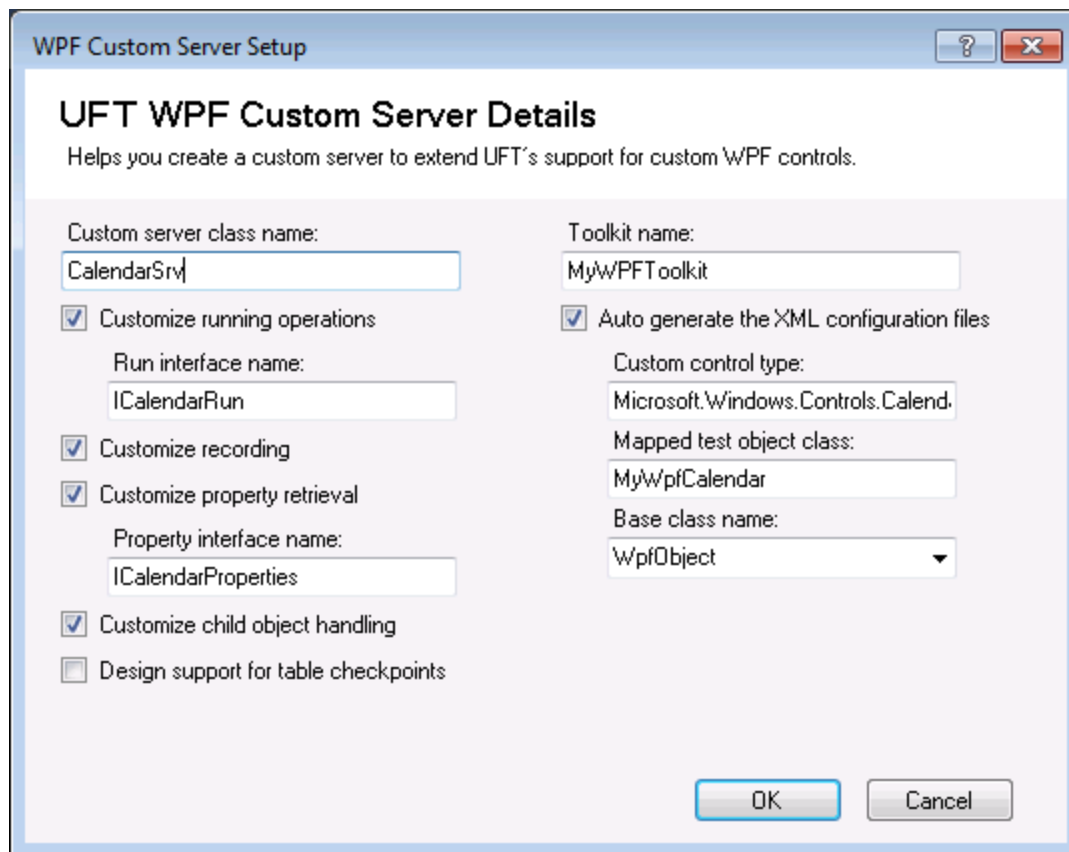 WPF Custom Server Setup
?
UFT WPF Custom Server Details
Helps you create a custom server to extend UFT's support for custom WPF controls.
Custom server class name:
CalendarSrv
Customize running operations
Run interface name:
ICalendarRun
Customize recording
Customize property retrieval
Property interface name:
ICalendarProperties
Customize child object handling
Design support for table checkpoints
Toolkit name:
MyWPFToolkit
Auto generate the XML configuration files
Custom control type:
Microsoft.Windows.Controls.Calend
Mapped test object class:
MyWpfCalendar
Base class name:
WpfObject
OK
Cancel